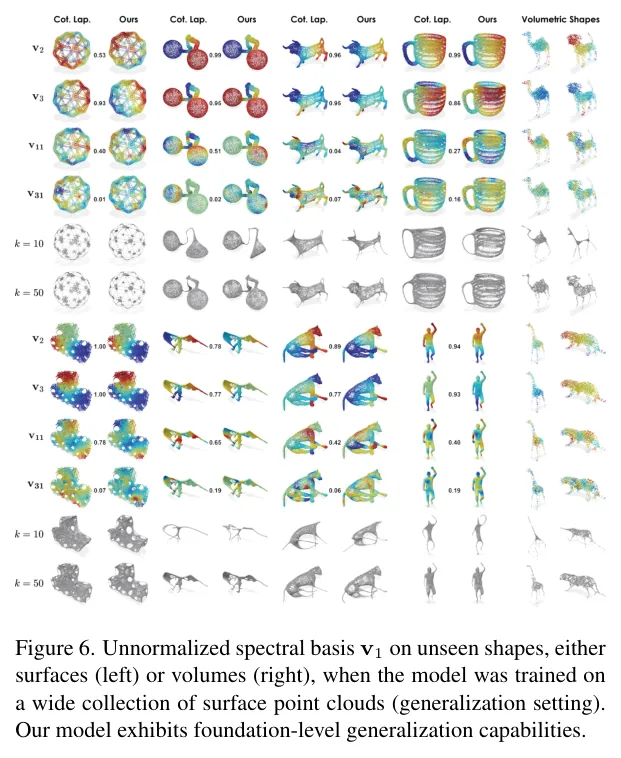 Cot. Lap. Ours Cot. Lap. Ours Cot. Lap. Ours Cot. Lap. Ours Volumetric Shapes
v₂ 0.53 0.99 0.96 0.99
v₃ 0.93 0.95 0.95 0.86
v₁₁ 0.40 0.51 0.04 0.27
v₃₁ 0.01 0.02 0.07 0.16
k = 10
k = 50
v₂ 1.00 0.78 0.89 0.94
v₃ 1.00 0.77 0.77 0.93
v₁₁ 0.78 0.65 0.42 0.40
v₃₁ 0.07 0.19 0.06 0.19
k = 10
k = 50
Figure 6. Unnormalized spectral basis v₁ on unseen shapes, either
surfaces (left) or volumes (right), when the model was trained on
a wide collection of surface point clouds (generalization setting).
Our model exhibits foundation-level generalization capabilities.